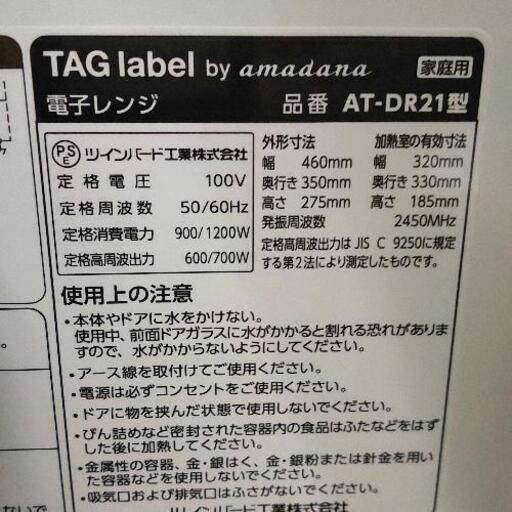 TAG label by amadana 家庭用
電子レンジ 品番 AT-DR21型
PSE ツインバード工業株式会社
定格電圧 100V
定格周波数 50/60Hz
定格消費電力 900/1200W
定格高周波出力 600/700W
外形寸法 加熱室の有効寸法
幅 460mm 幅 320mm
奥行き 350mm 奥行き 330mm
高さ 275mm 高さ 185mm
発振周波数 2450MHz
定格高周波出力は JIS C 9250に規定
する第2法により測定したものです。
使用上の注意
・本体やドアに水をかけない。
使用中、前面ドアガラスに水がかかると割れる恐れがありま
すので、水がかからないようにしてください。
・アース線を取付けてご使用ください。
・電源は必ずコンセントをご使用ください。
・ドアに物を挟んだ状態で使用しないでください。
・びん詰めなど密封された容器内の食品はふたなどをはず
した後に加熱してください。
・金属性の容器、金・銀はく、金・銀粉または針金を用い
た容器などを使用しないでください。
・吸気口および排気口はふさがないでください。
ツインバード工業株式会社
ないで